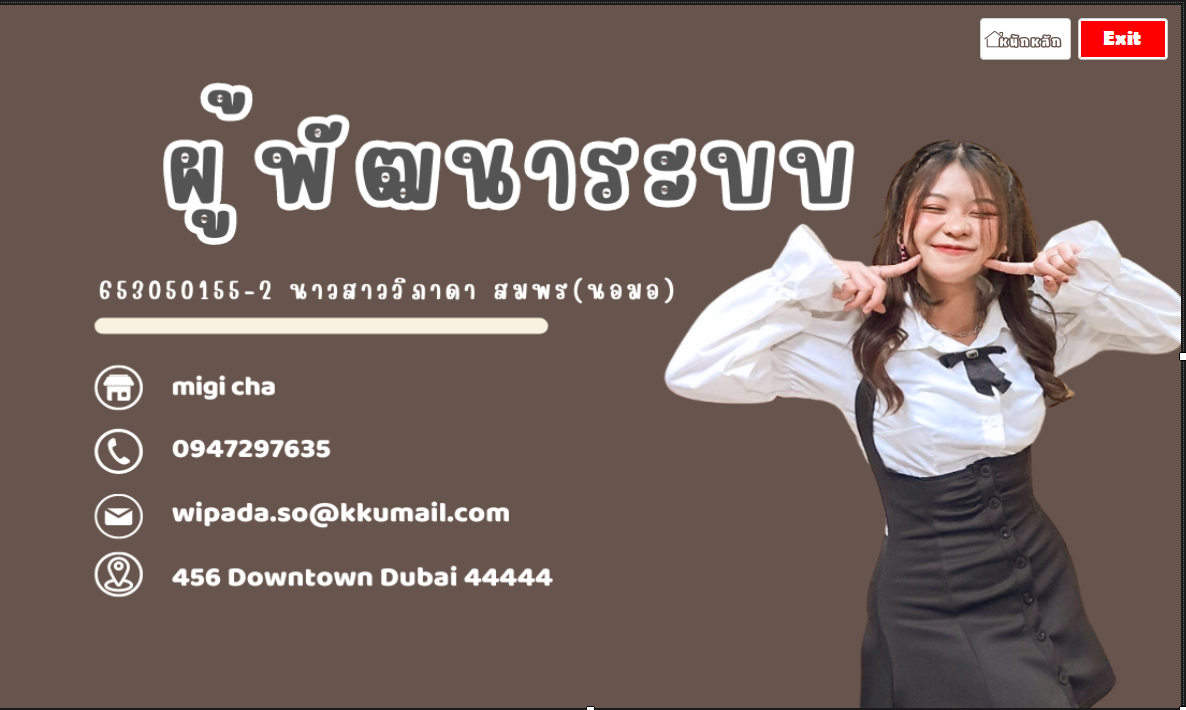 หน้าหลัก
Exit
ผู้พัฒนาระบบ
653050155-2 นางสาววิภาดา สมพร(นอมอ)
migi cha
0947297635
wipada.so@kkumail.com
456 Downtown Dubai 44444